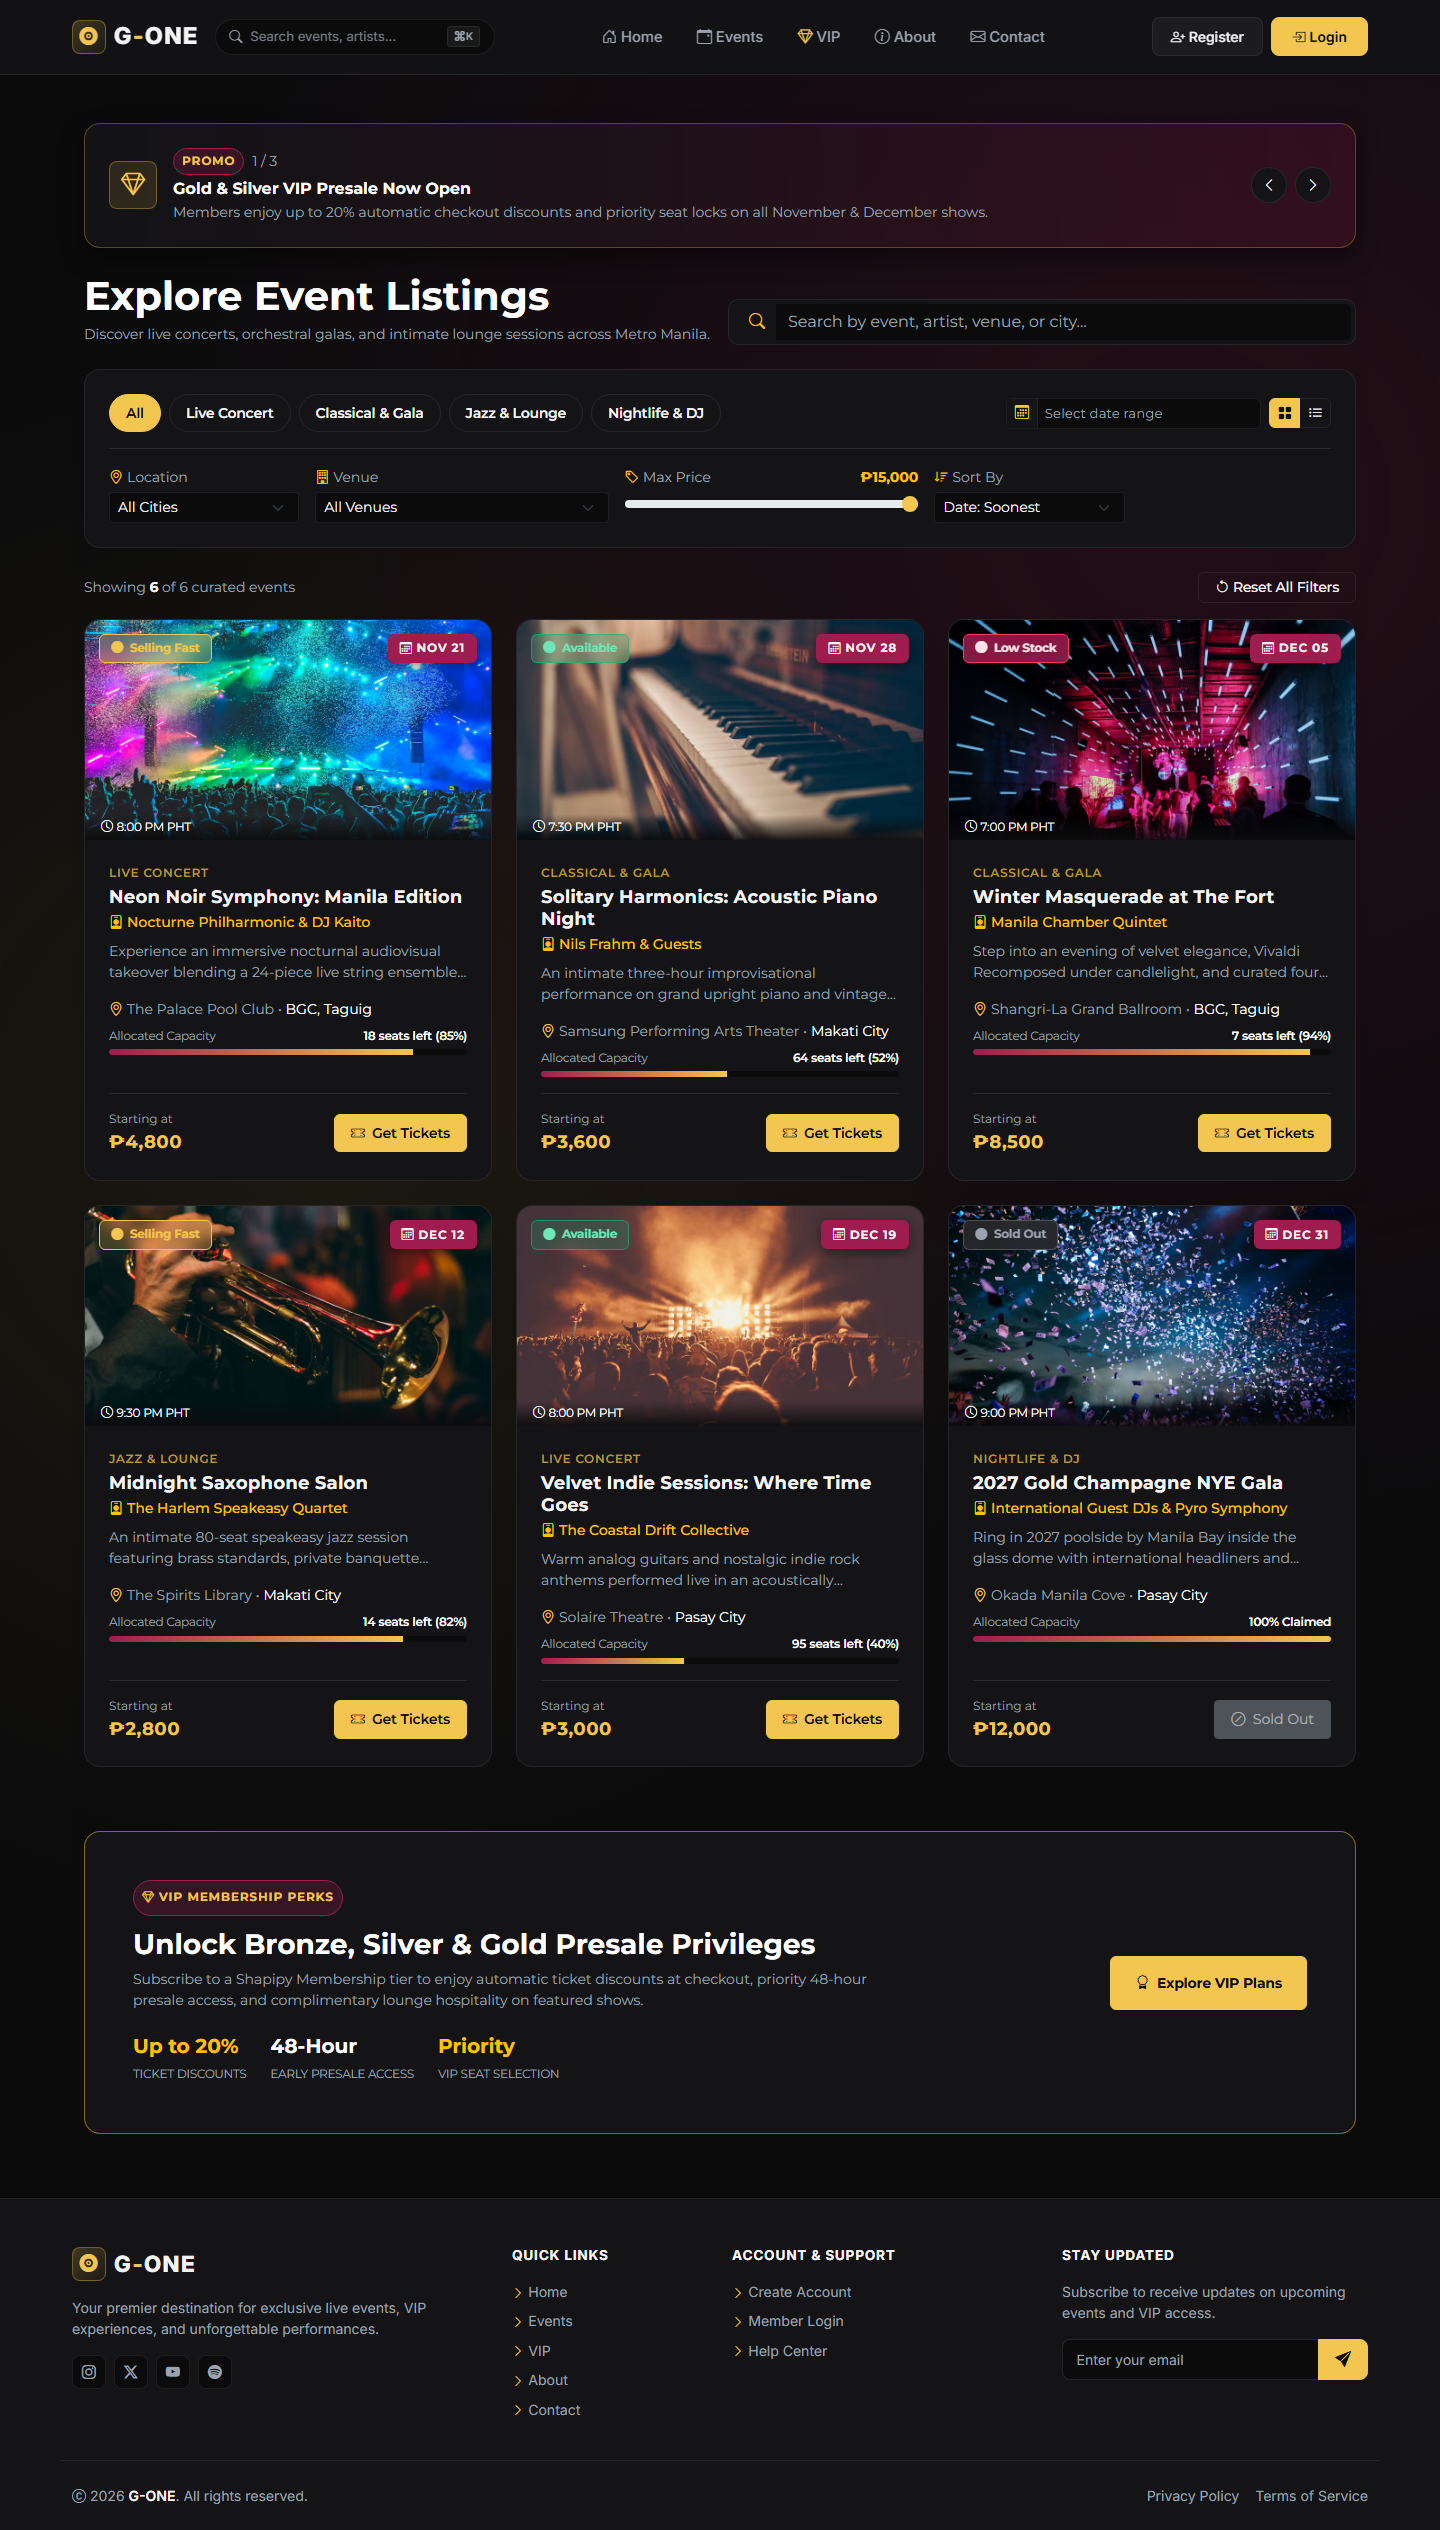 G-ONE
Search events, artists...
⌘K
Home
Events
VIP
About
Contact
Register
Login
PROMO 1 / 3
Gold & Silver VIP Presale Now Open
Members enjoy up to 20% automatic checkout discounts and priority seat locks on all November & December shows.
Explore Event Listings
Discover live concerts, orchestral galas, and intimate lounge sessions across Metro Manila.
Search by event, artist, venue, or city...
All
Live Concert
Classical & Gala
Jazz & Lounge
Nightlife & DJ
Select date range
Location
All Cities
Venue
All Venues
Max Price
₱15,000
Sort By
Date: Soonest
Showing 6 of 6 curated events
Reset All Filters
Selling Fast
NOV 21
8:00 PM PHT
LIVE CONCERT
Neon Noir Symphony: Manila Edition
Nocturne Philharmonic & DJ Kaito
Experience an immersive nocturnal audiovisual
takeover blending a 24-piece live string ensemble...
The Palace Pool Club • BGC, Taguig
Allocated Capacity
18 seats left (85%)
Starting at
₱4,800
Get Tickets
Available
NOV 28
7:30 PM PHT
CLASSICAL & GALA
Solitary Harmonics: Acoustic Piano
Night
Nils Frahm & Guests
An intimate three-hour improvisational
performance on grand upright piano and vintage...
Samsung Performing Arts Theater • Makati City
Allocated Capacity
64 seats left (52%)
Starting at
₱3,600
Get Tickets
Low Stock
DEC 05
7:00 PM PHT
CLASSICAL & GALA
Winter Masquerade at The Fort
Manila Chamber Quintet
Step into an evening of velvet elegance, Vivaldi
Recomposed under candlelight, and curated four...
Shangri-La Grand Ballroom • BGC, Taguig
Allocated Capacity
7 seats left (94%)
Starting at
₱8,500
Get Tickets
Selling Fast
DEC 12
9:30 PM PHT
JAZZ & LOUNGE
Midnight Saxophone Salon
The Harlem Speakeasy Quartet
An intimate 80-seat speakeasy jazz session
featuring brass standards, private banquette...
The Spirits Library • Makati City
Allocated Capacity
14 seats left (82%)
Starting at
₱2,800
Get Tickets
Available
DEC 19
8:00 PM PHT
LIVE CONCERT
Velvet Indie Sessions: Where Time
Goes
The Coastal Drift Collective
Warm analog guitars and nostalgic indie rock
anthems performed live in an acoustically...
Solaire Theatre • Pasay City
Allocated Capacity
95 seats left (40%)
Starting at
₱3,000
Get Tickets
Sold Out
DEC 31
9:00 PM PHT
NIGHTLIFE & DJ
2027 Gold Champagne NYE Gala
International Guest DJs & Pyro Symphony
Ring in 2027 poolside by Manila Bay inside the
glass dome with international headliners and...
Okada Manila Cove • Pasay City
Allocated Capacity
100% Claimed
Starting at
₱12,000
Sold Out
VIP MEMBERSHIP PERKS
Unlock Bronze, Silver & Gold Presale Privileges
Subscribe to a Shapipy Membership tier to enjoy automatic ticket discounts at checkout, priority 48-hour
presale access, and complimentary lounge hospitality on featured shows.
Up to 20%
TICKET DISCOUNTS
48-Hour
EARLY PRESALE ACCESS
Priority
VIP SEAT SELECTION
Explore VIP Plans
G-ONE
Your premier destination for exclusive live events, VIP
experiences, and unforgettable performances.
QUICK LINKS
Home
Events
VIP
About
Contact
ACCOUNT & SUPPORT
Create Account
Member Login
Help Center
STAY UPDATED
Subscribe to receive updates on upcoming
events and VIP access.
Enter your email
© 2026 G-ONE. All rights reserved.
Privacy Policy
Terms of Service